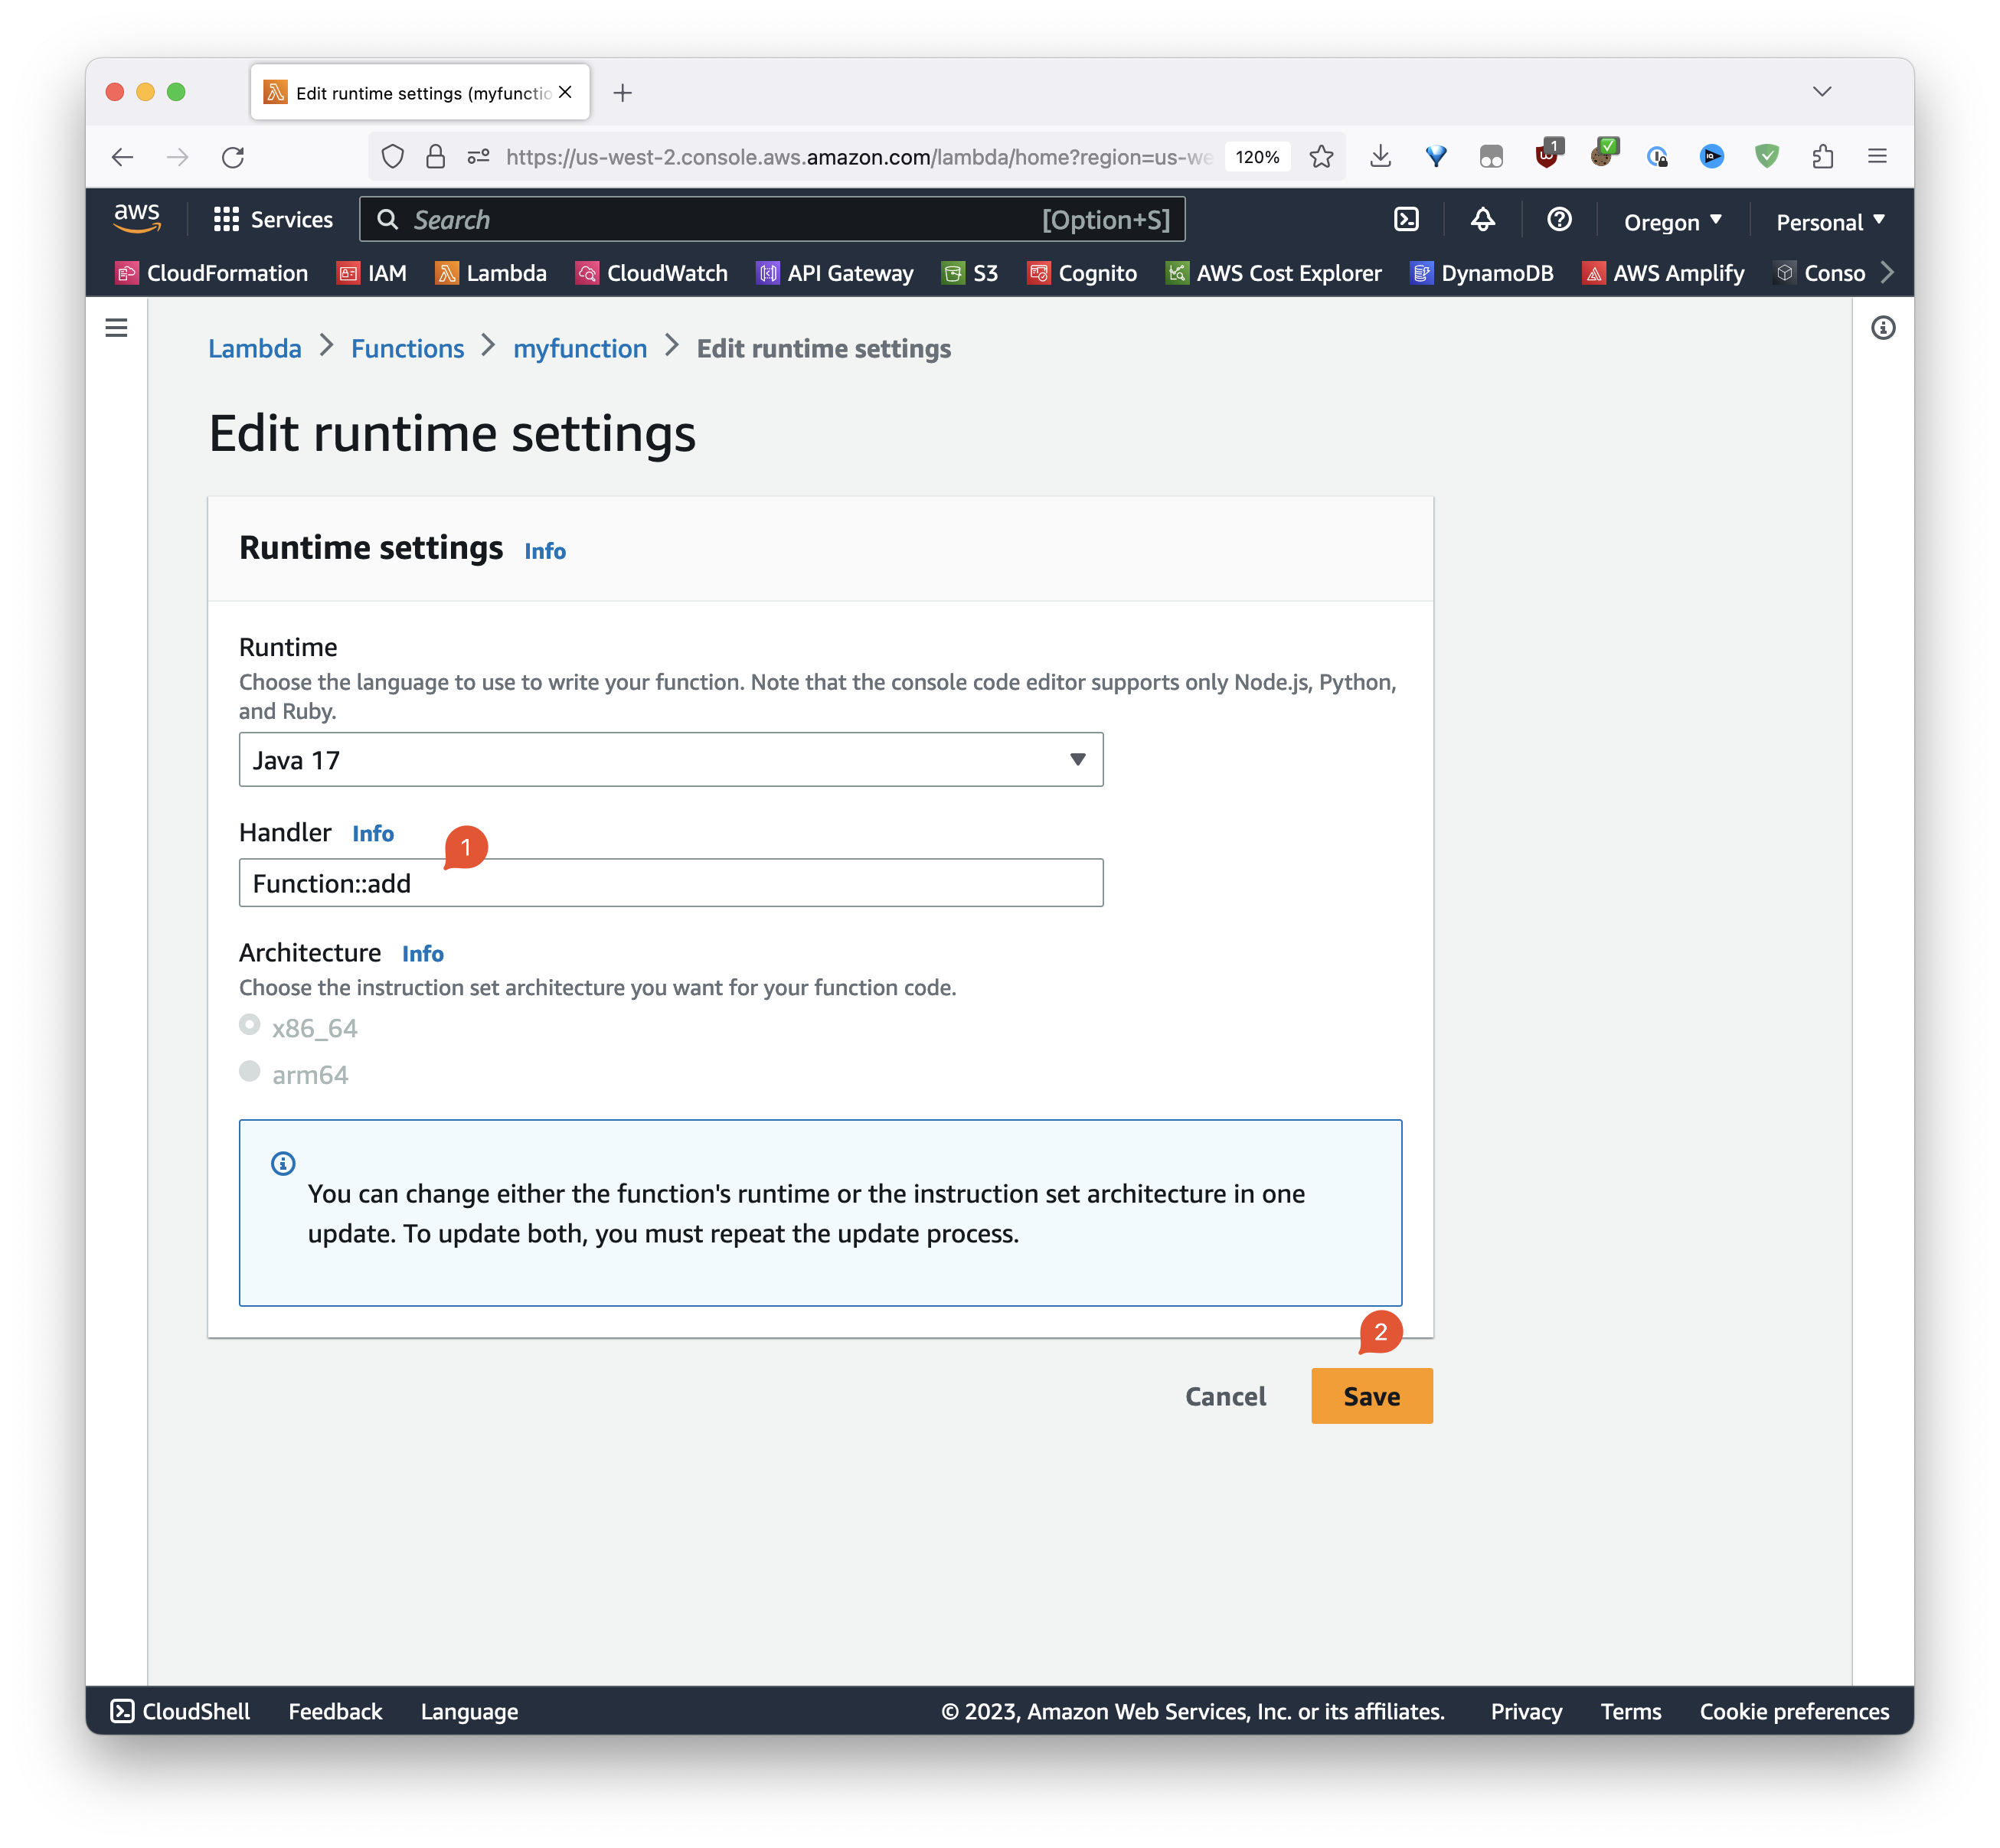 Edit runtime settings (myfunctio
https://us-west-2.console.aws.amazon.com/lambda/home?region=us-we
120%
1
aws
Services
Search
[Option+S]
Oregon
Personal
CloudFormation
IAM
Lambda
CloudWatch
API Gateway
S3
Cognito
AWS Cost Explorer
DynamoDB
AWS Amplify
Conso
Lambda
Functions
myfunction
Edit runtime settings
Edit runtime settings
Runtime settings Info
Runtime
Choose the language to use to write your function. Note that the console code editor supports only Node.js, Python,
and Ruby.
Java 17
Handler Info
1
Function::add
Architecture Info
Choose the instruction set architecture you want for your function code.
x86_64
arm64
You can change either the function's runtime or the instruction set architecture in one
update. To update both, you must repeat the update process.
2
Cancel
Save
CloudShell
Feedback
Language
© 2023, Amazon Web Services, Inc. or its affiliates.
Privacy
Terms
Cookie preferences